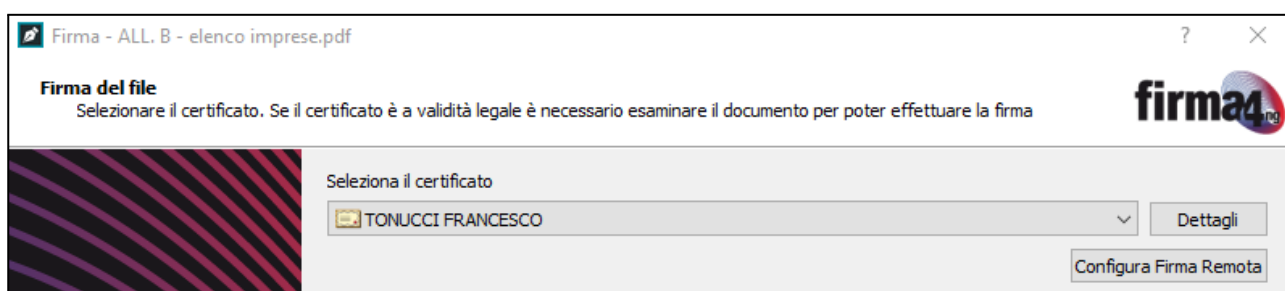 Firma - ALL. B - elenco imprese.pdf
Firma del file
Selezionare il certificato. Se il certificato è a validità legale è necessario esaminare il documento per poter effettuare la firma
firma4ng
Seleziona il certificato
TONUCCI FRANCESCO
Dettagli
Configura Firma Remota